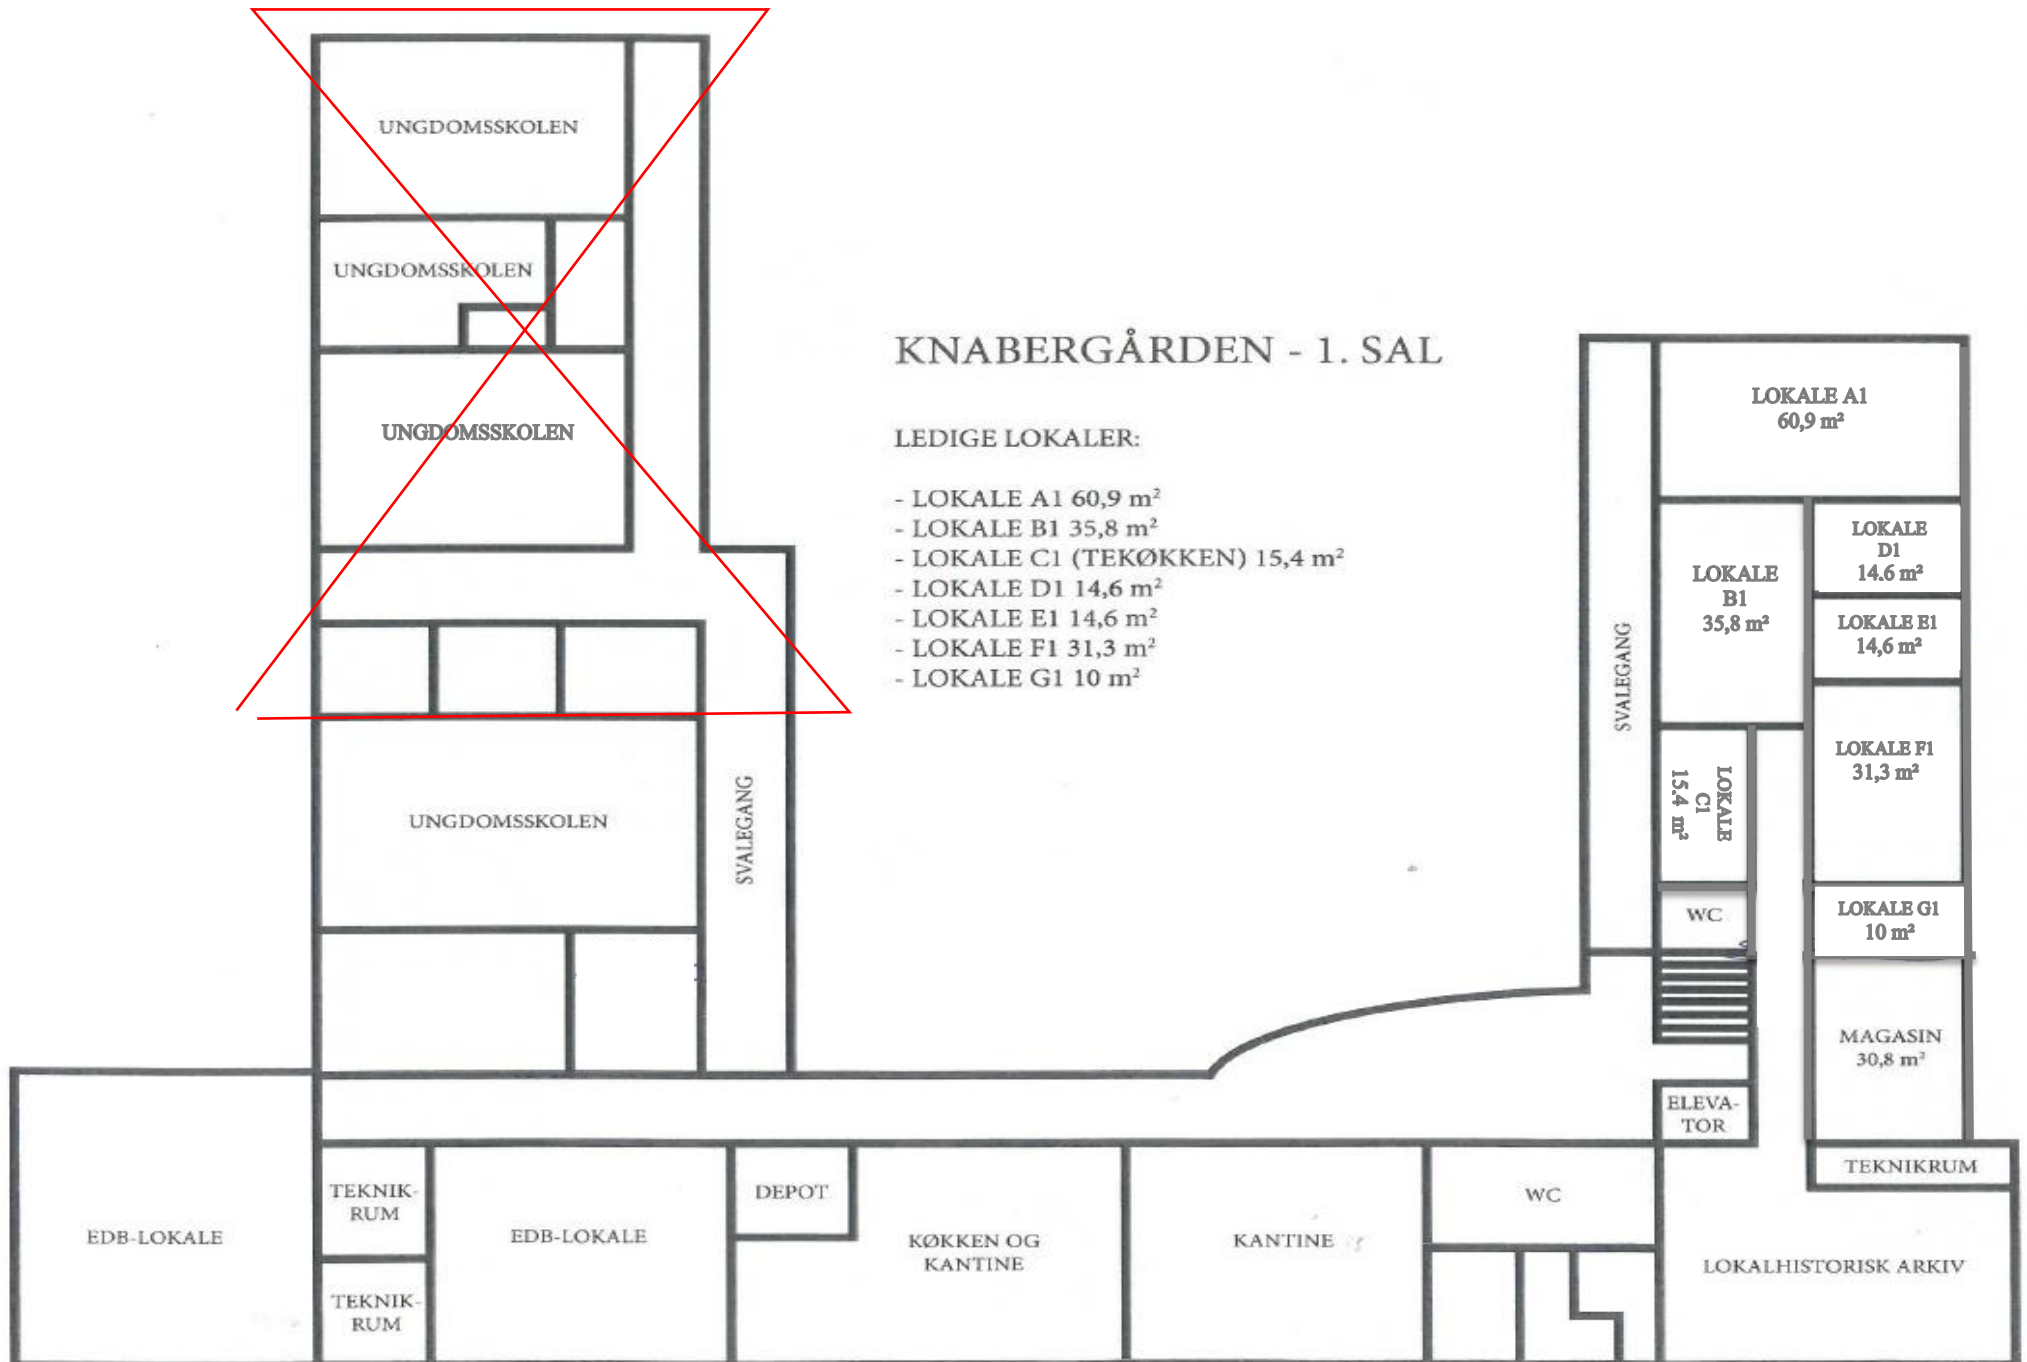 UNGDOMSSKOLEN
UNGDOMSSKOLEN
UNGDOMSSKOLEN
KNABERGÅRDEN - 1. SAL
LEDIGE LOKALER:
- LOKALE A1 60,9 m²
- LOKALE B1 35,8 m²
- LOKALE C1 (TEKØKKEN) 15,4 m²
- LOKALE D1 14,6 m²
- LOKALE E1 14,6 m²
- LOKALE F1 31,3 m²
- LOKALE G1 10 m²
LOKALE A1
60,9 m²
LOKALE
B1
35,8 m²
LOKALE
D1
14.6 m²
LOKALE E1
14,6 m²
SVALEGANG
LOKALE F1
31,3 m²
LOKALE
C1
15.4 m²
UNGDOMSSKOLEN
SVALEGANG
WC
LOKALE G1
10 m²
MAGASIN
30,8 m²
ELEVA-
TOR
TEKNIKRUM
EDB-LOKALE
TEKNIK-
RUM
TEKNIK-
RUM
EDB-LOKALE
DEPOT
KØKKEN OG
KANTINE
KANTINE
WC
LOKALHISTORISK ARKIV